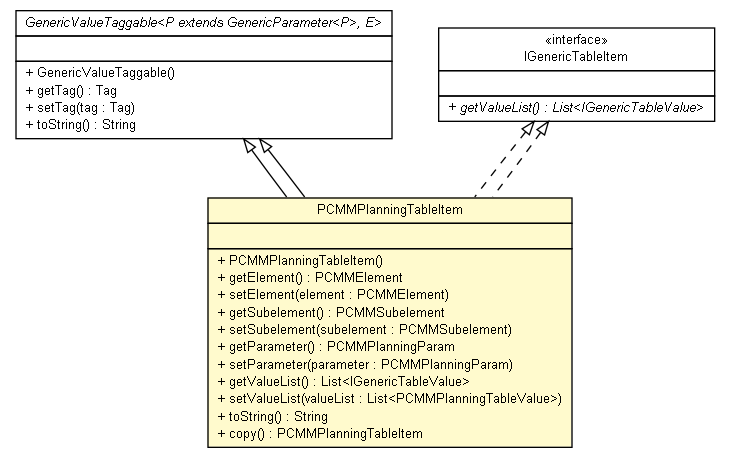 GenericValueTaggable<P extends GenericParameter<P>, E>
+ GenericValueTaggable()
+ getTag() : Tag
+ setTag(tag : Tag)
+ toString() : String
«interface»
IGenericTableItem
+ getValueList() : List<IGenericTableValue>
PCMMPlanningTableItem
+ PCMMPlanningTableItem()
+ getElement() : PCMMElement
+ setElement(element : PCMMElement)
+ getSubelement() : PCMMSubelement
+ setSubelement(subelement : PCMMSubelement)
+ getParameter() : PCMMPlanningParam
+ setParameter(parameter : PCMMPlanningParam)
+ getValueList() : List<IGenericTableValue>
+ setValueList(valueList : List<PCMMPlanningTableValue>)
+ toString() : String
+ copy() : PCMMPlanningTableItem